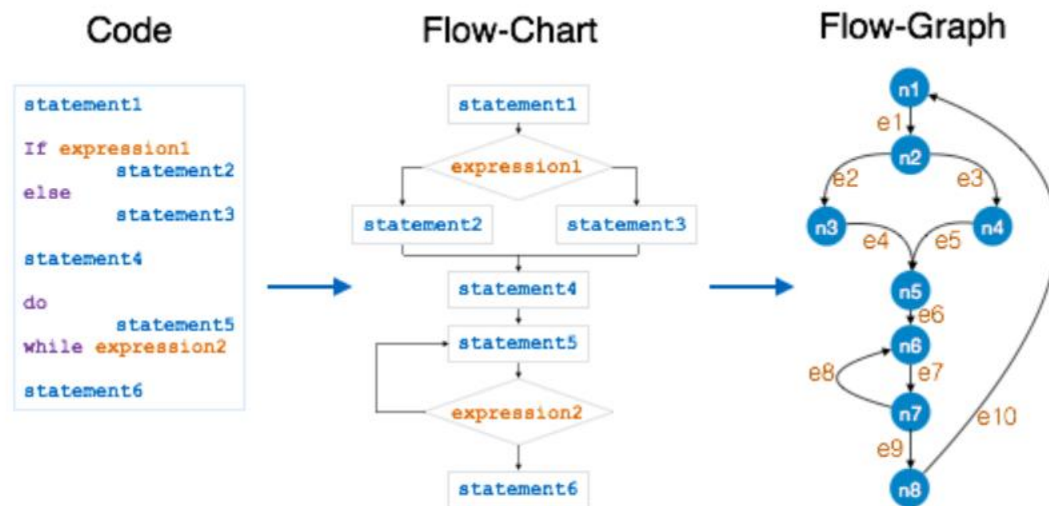 Code
statement1
If expression1
statement2
else
statement3
statement4
do
statement5
while expression2
statement6
Flow-Chart
statement1
expression1
statement2
statement3
statement4
statement5
expression2
statement6
Flow-Graph
n1
e1
n2
e2
e3
n3
n4
e4
e5
n5
e6
n6
e8
e7
n7
e10
e9
n8